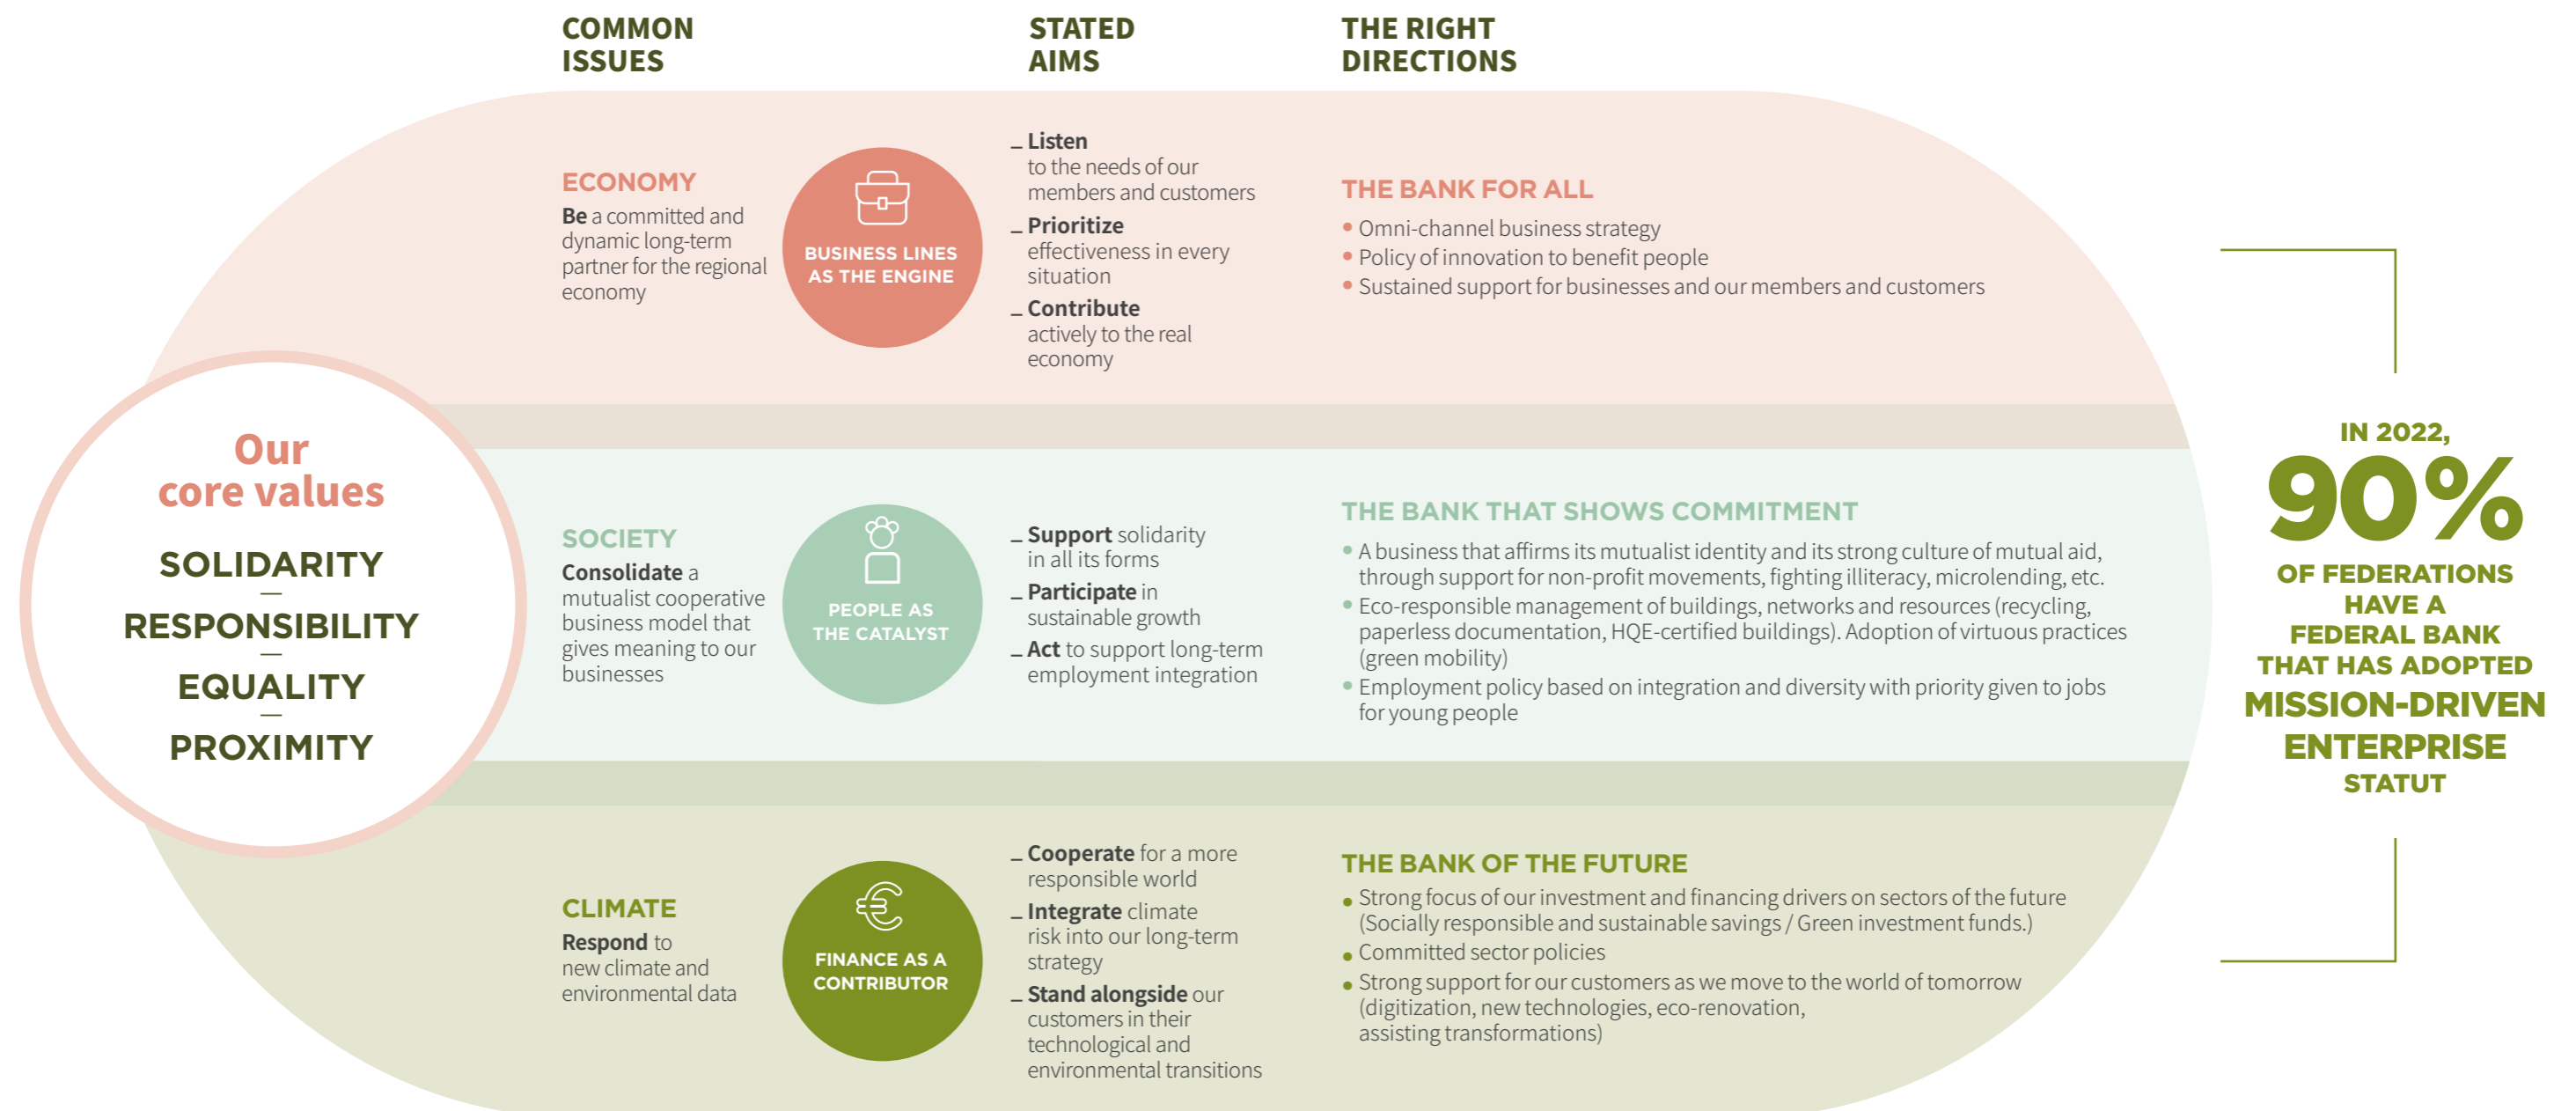 COMMON
ISSUES
STATED
AIMS
THE RIGHT
DIRECTIONS
Our
core values
SOLIDARITY
RESPONSIBILITY
EQUALITY
PROXIMITY
ECONOMY
Be a committed and
dynamic long-term
partner for the regional
economy
BUSINESS LINES
AS THE ENGINE
_ Listen
to the needs of our
members and customers
_ Prioritize
effectiveness in every
situation
_ Contribute
actively to the real
economy
THE BANK FOR ALL
• Omni-channel business strategy
• Policy of innovation to benefit people
• Sustained support for businesses and our members and customers
SOCIETY
Consolidate a
mutualist cooperative
business model that
gives meaning to our
businesses
PEOPLE AS
THE CATALYST
_ Support solidarity
in all its forms
_ Participate in
sustainable growth
_ Act to support long-term
employment integration
THE BANK THAT SHOWS COMMITMENT
• A business that affirms its mutualist identity and its strong culture of mutual aid,
through support for non-profit movements, fighting illiteracy, microlending, etc.
• Eco-responsible management of buildings, networks and resources (recycling,
paperless documentation, HQE-certified buildings). Adoption of virtuous practices
(green mobility)
• Employment policy based on integration and diversity with priority given to jobs
for young people
CLIMATE
Respond to
new climate and
environmental data
FINANCE AS A
CONTRIBUTOR
_ Cooperate for a more
responsible world
_ Integrate climate
risk into our long-term
strategy
_ Stand alongside our
customers in their
technological and
environmental transitions
THE BANK OF THE FUTURE
• Strong focus of our investment and financing drivers on sectors of the future
(Socially responsible and sustainable savings / Green investment funds.)
• Committed sector policies
• Strong support for our customers as we move to the world of tomorrow
(digitization, new technologies, eco-renovation,
assisting transformations)
IN 2022,
90%
OF FEDERATIONS
HAVE A
FEDERAL BANK
THAT HAS ADOPTED
MISSION-DRIVEN
ENTERPRISE
STATUT